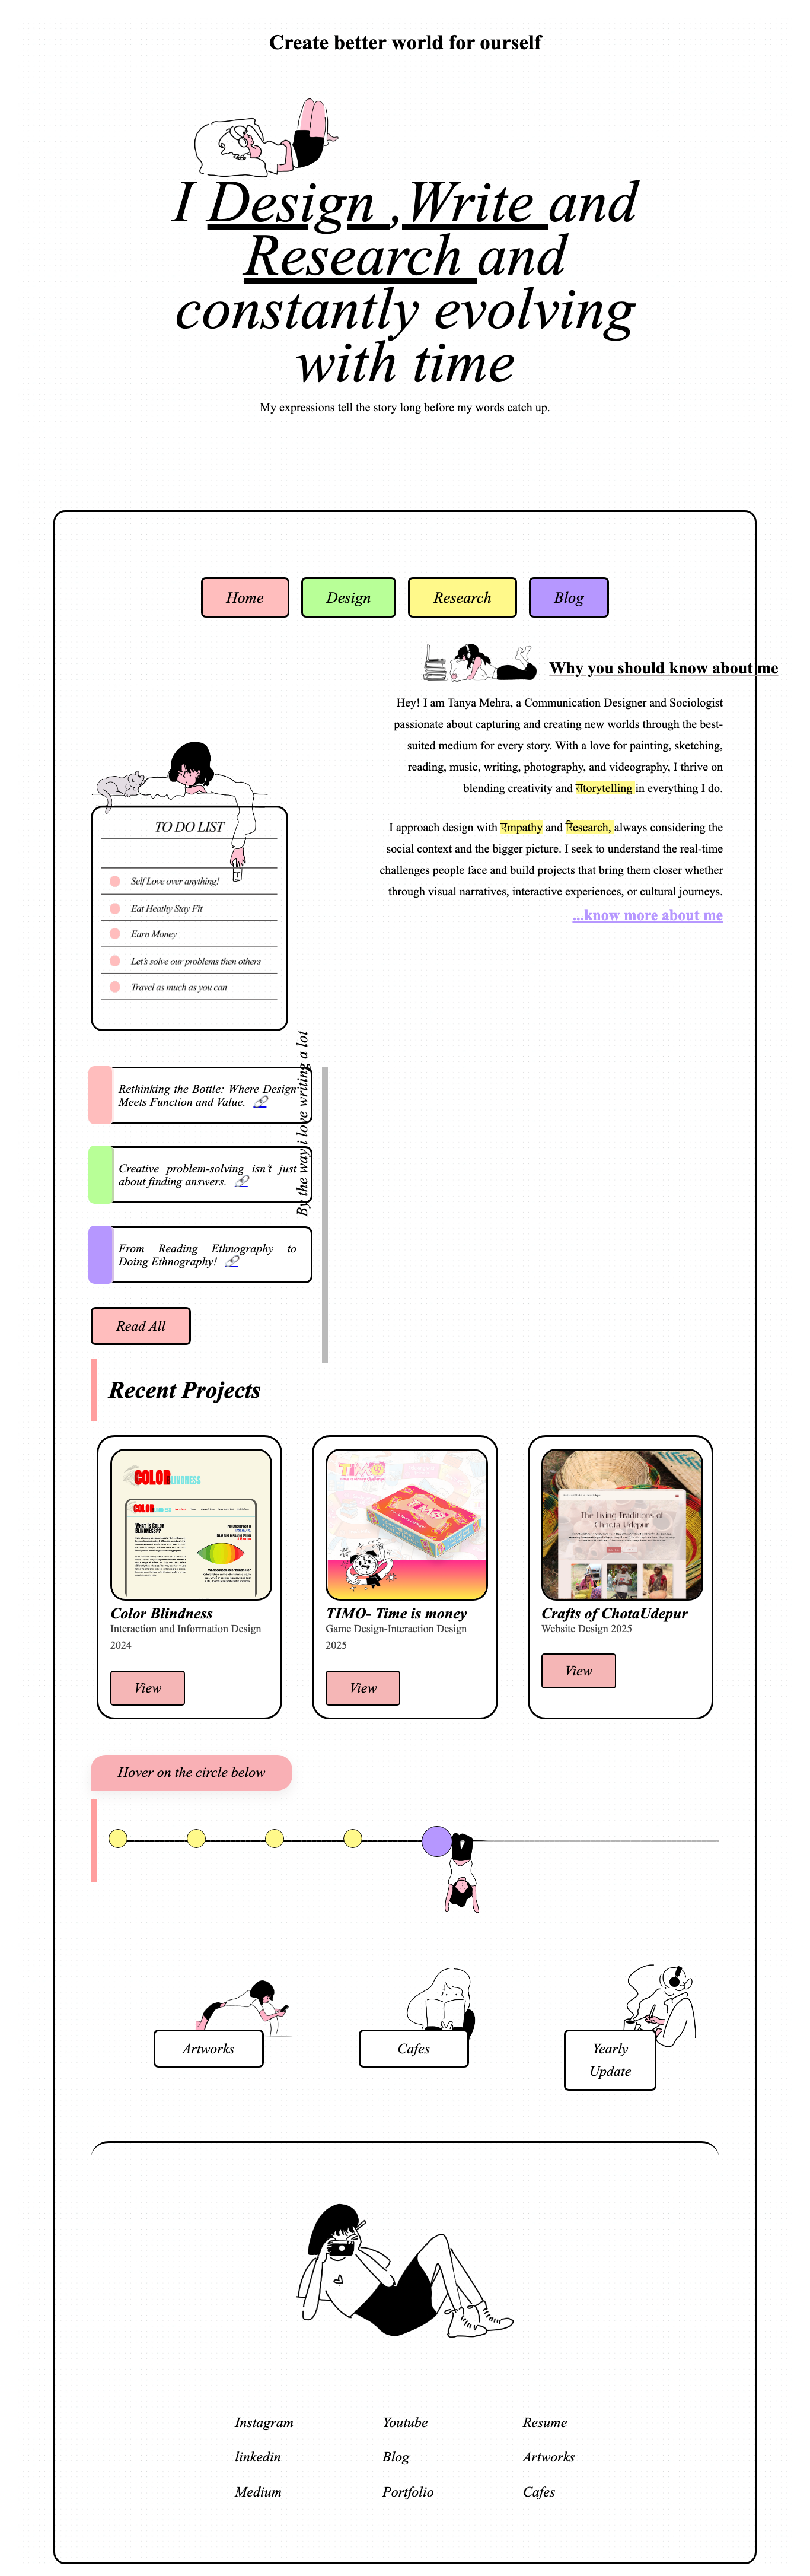 Create better world for ourself
I Design ,Write and
Research and
constantly evolving
with time
My expressions tell the story long before my words catch up.
Home
Design
Research
Blog
Why you should know about me
Hey! I am Tanya Mehra, a Communication Designer and Sociologist
passionate about capturing and creating new worlds through the best-
suited medium for every story. With a love for painting, sketching,
reading, music, writing, photography, and videography, I thrive on
blending creativity and सtorytelling in everything I do.
I approach design with एmpathy and रिesearch, always considering the
social context and the bigger picture. I seek to understand the real-time
challenges people face and build projects that bring them closer whether
through visual narratives, interactive experiences, or cultural journeys.
...know more about me
TO DO LIST
Self Love over anything!
Eat Heathy Stay Fit
Earn Money
Let's solve our problems then others
Travel as much as you can
By the way i love writing a lot
Rethinking the Bottle: Where Design
Meets Function and Value.
Creative problem-solving isn't just
about finding answers.
From Reading Ethnography to
Doing Ethnography!
Read All
Recent Projects
COLORBLINDNESS
WHAT IS COLOR
BLINDNESS??
TIMO
TIMO
The Living Traditions of
Chhota Udepur
Color Blindness
Interaction and Information Design
2024
View
TIMO- Time is money
Game Design-Interaction Design
2025
View
Crafts of ChotaUdepur
Website Design 2025
View
Hover on the circle below
Artworks
Cafes
Yearly
Update
Instagram
Youtube
Resume
linkedin
Blog
Artworks
Medium
Portfolio
Cafes